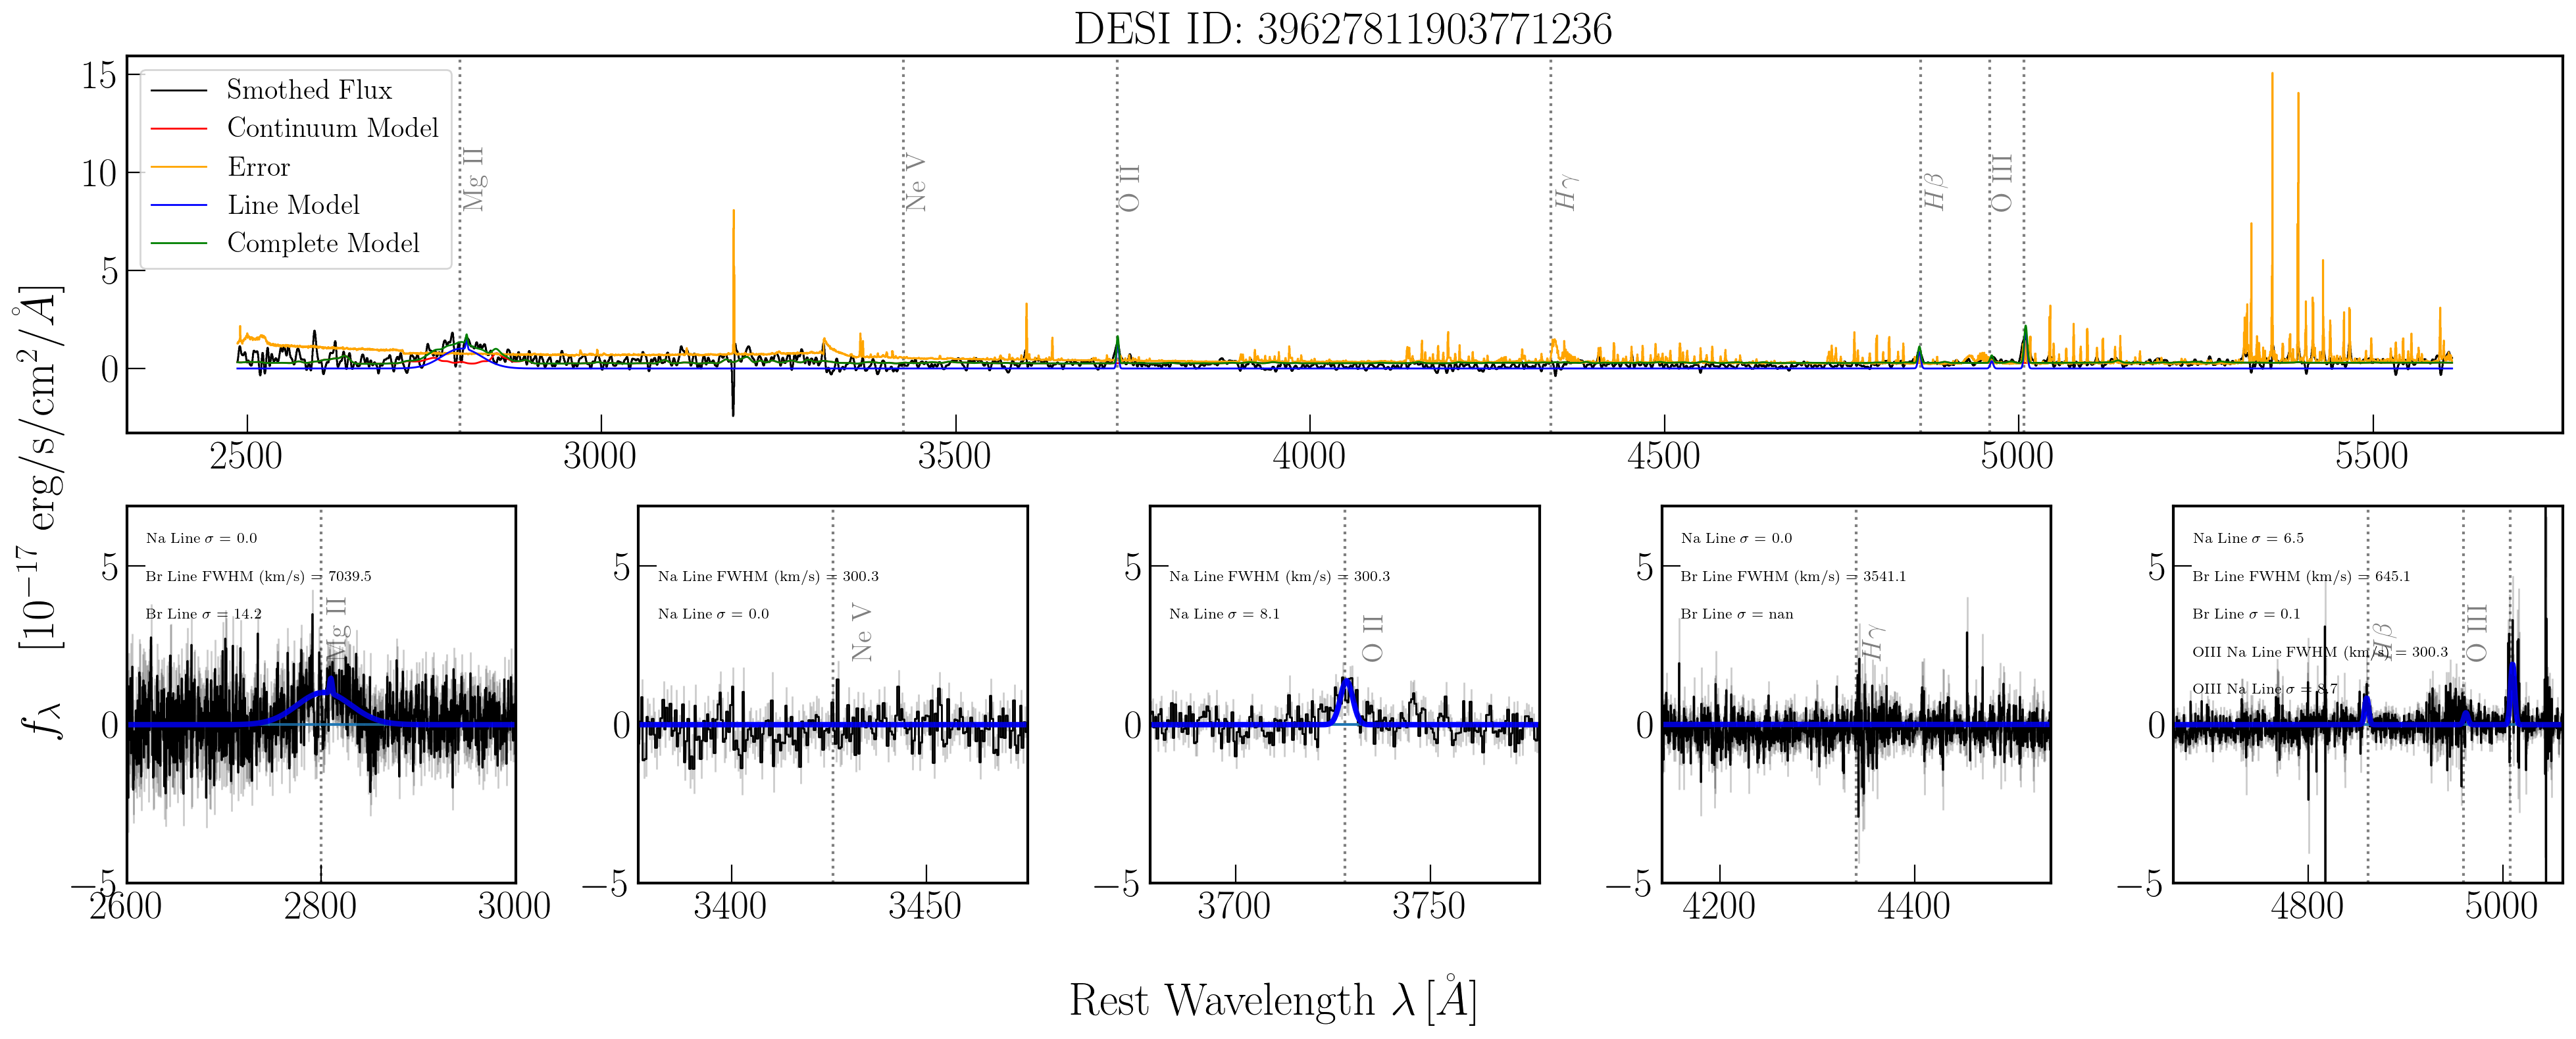 DESI ID: 39627811903771236
15
10
5
0
Smothed Flux
Continuum Model
Error
Line Model
Complete Model
Mg II
Ne V
O II
Hγ
Hβ
O III
2500 3000 3500 4000 4500 5000 5500
f_λ [10^{-17} erg/s/cm^2/Å]
Na Line σ = 0.0
Br Line FWHM (km/s) = 7039.5
Br Line σ = 14.2
Mg II
5
0
−5
2600 2800 3000
Na Line FWHM (km/s) = 300.3
Na Line σ = 0.0
Ne V
5
0
−5
3400 3450
Na Line FWHM (km/s) = 300.3
Na Line σ = 8.1
O II
5
0
−5
3700 3750
Na Line σ = 0.0
Br Line FWHM (km/s) = 3541.1
Br Line σ = nan
Hγ
5
0
−5
4200 4400
Na Line σ = 6.5
Br Line FWHM (km/s) = 645.1
Br Line σ = 0.1
OIII Na Line FWHM (km/s) = 300.3
OIII Na Line σ = 8.7
Hβ
O III
5
0
−5
4800 5000
Rest Wavelength λ [Å]